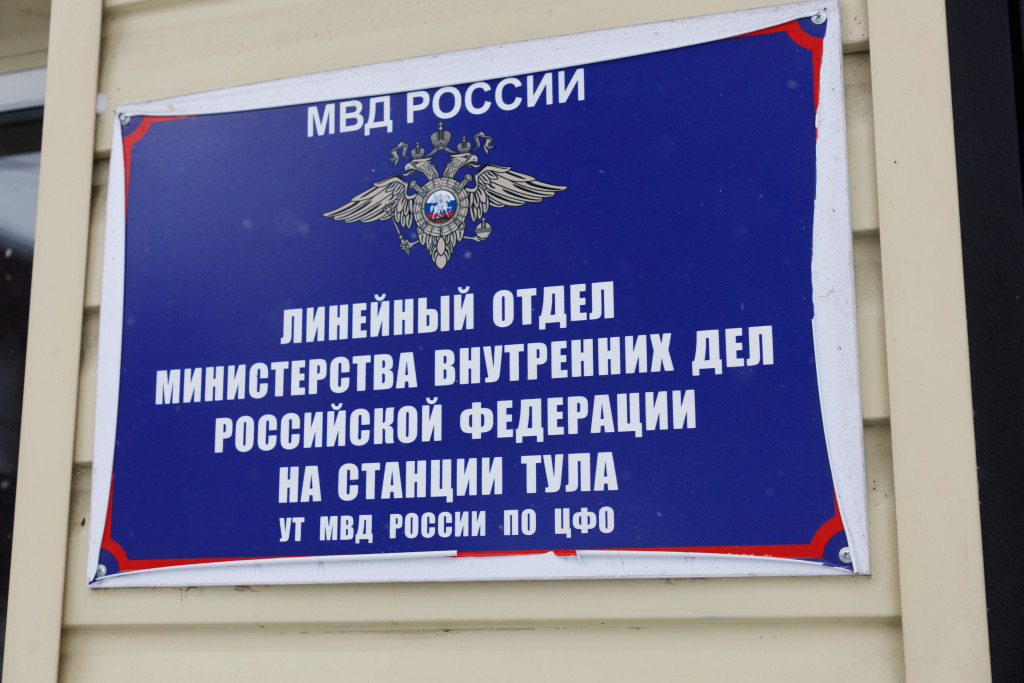 МВД РОССИИ
ЛИНЕЙНЫЙ ОТДЕЛ
МИНИСТЕРСТВА ВНУТРЕННИХ ДЕЛ
РОССИЙСКОЙ ФЕДЕРАЦИИ
НА СТАНЦИИ ТУЛА
УТ МВД РОССИИ ПО ЦФО